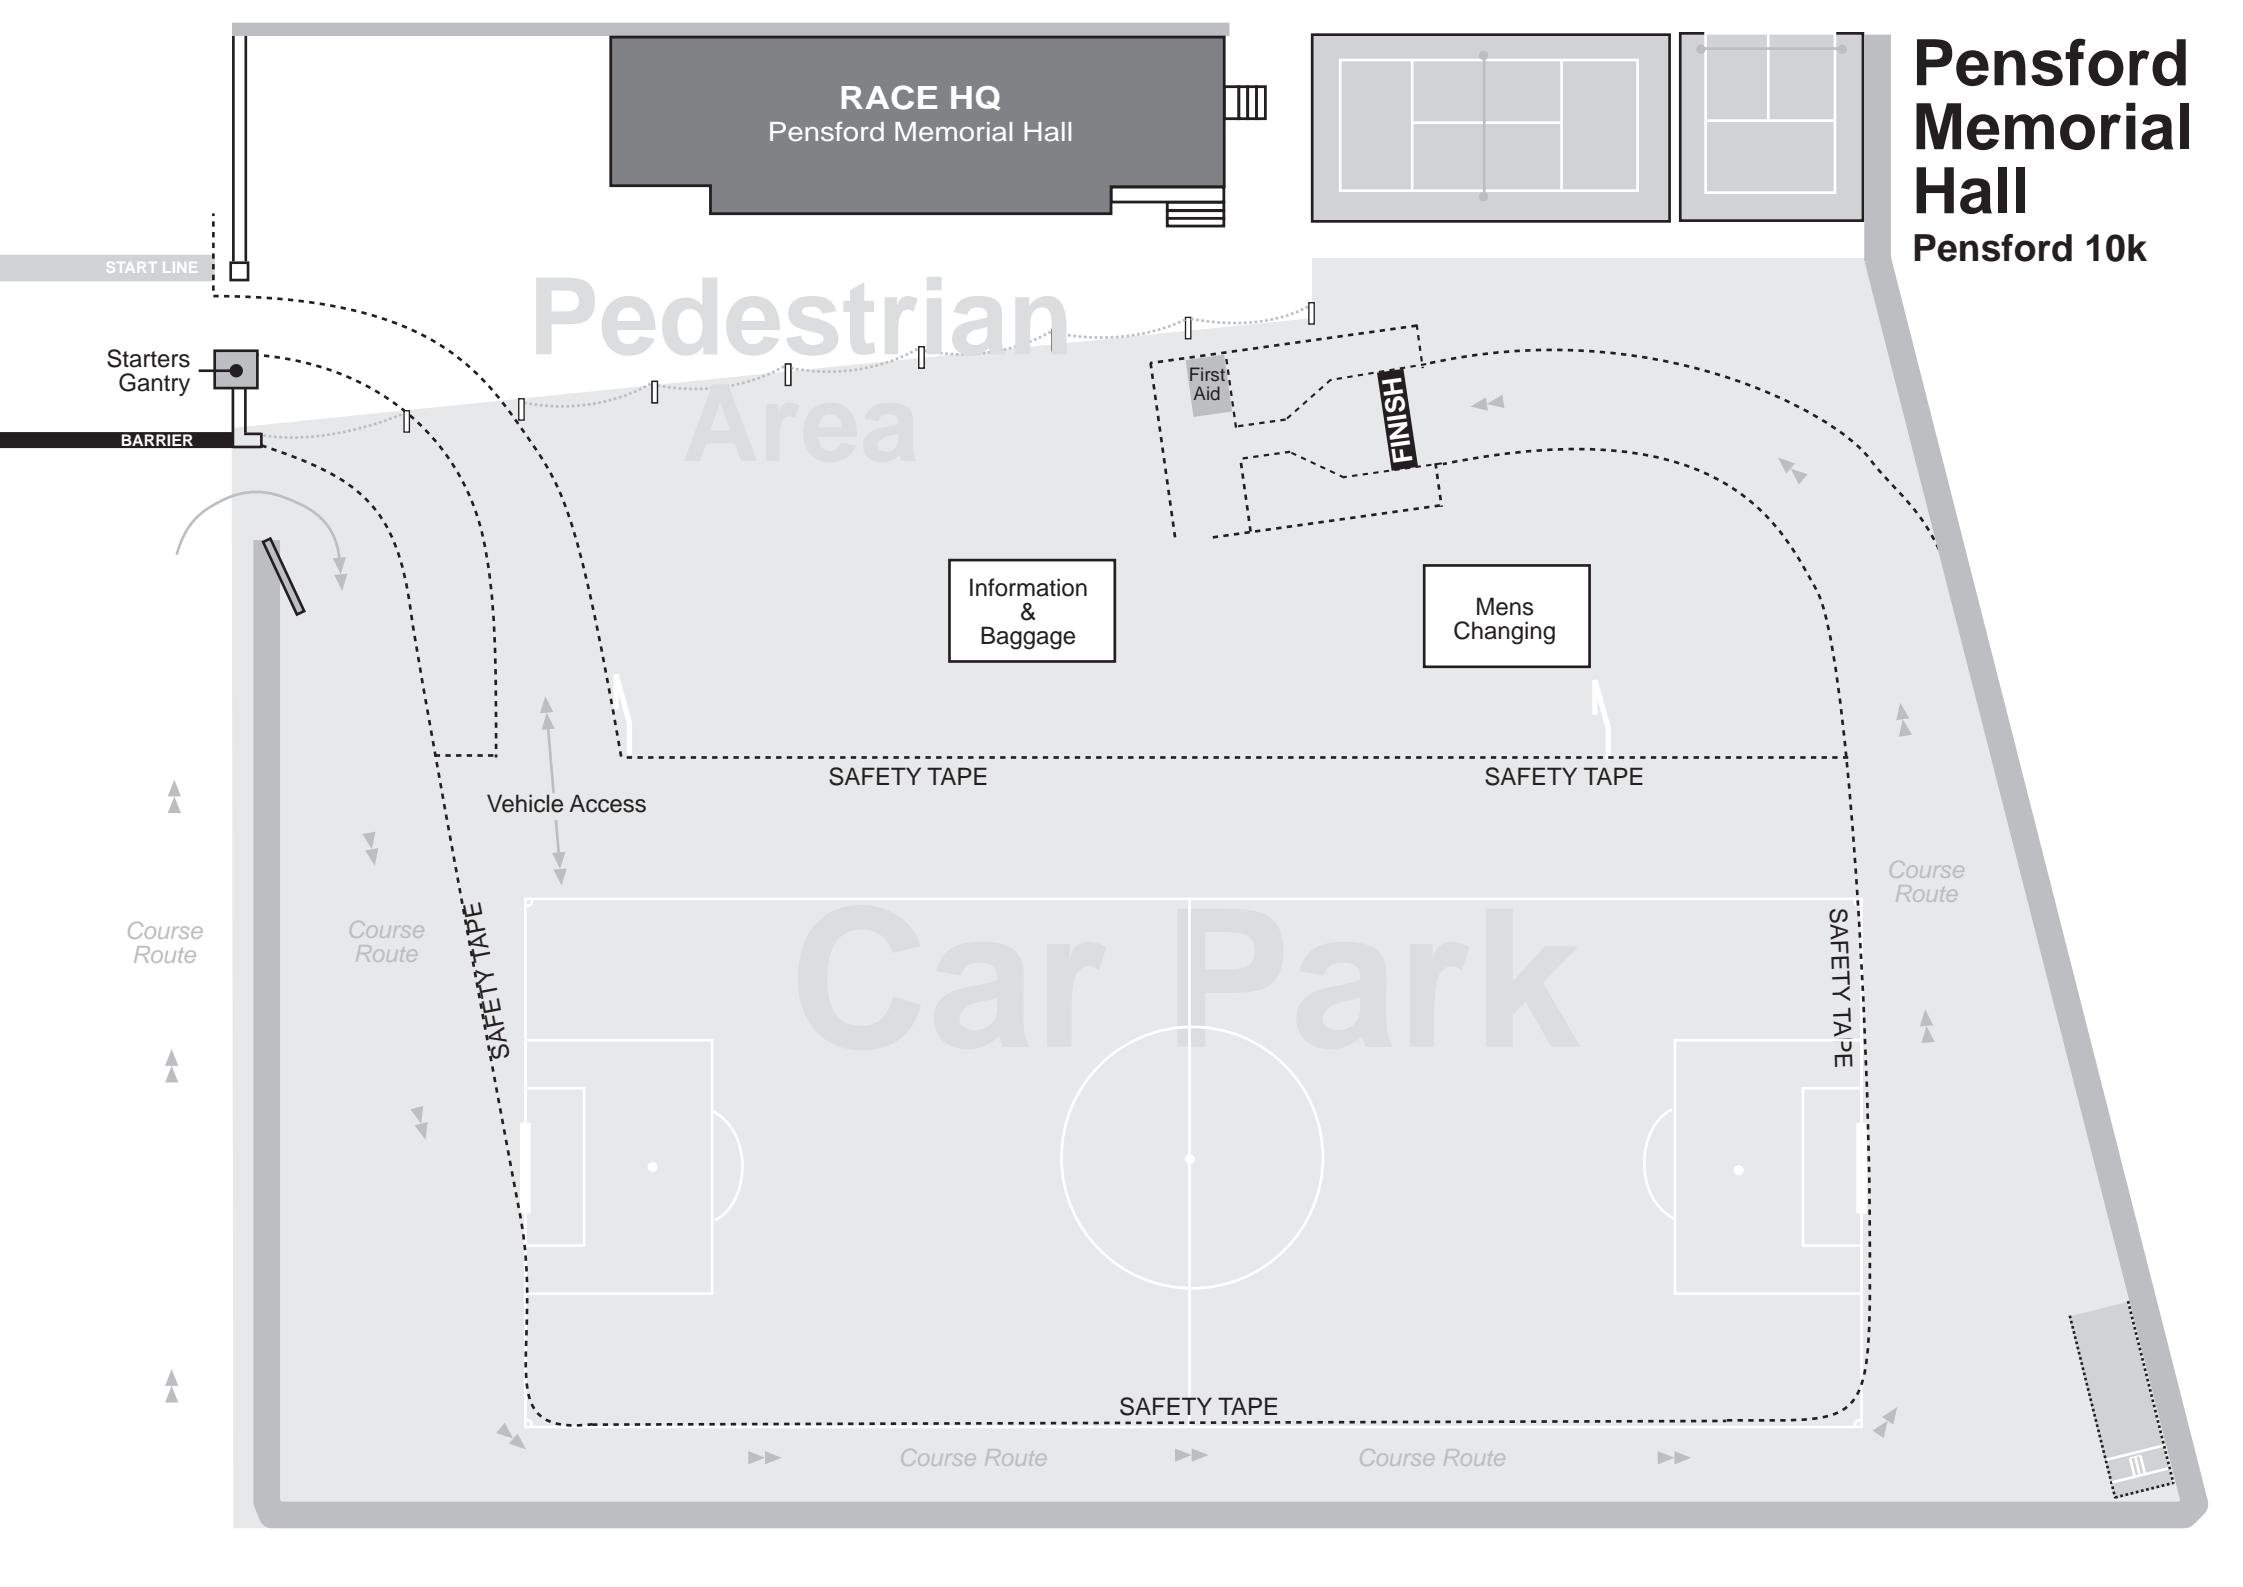 Pensford
Memorial
Hall
Pensford 10k
RACE HQ
Pensford Memorial Hall
START LINE
Pedestrian
Area
Starters
Gantry
BARRIER
First
Aid
FINISH
Information
&
Baggage
Mens
Changing
SAFETY TAPE
SAFETY TAPE
Vehicle Access
Course
Route
Course
Route
Course
Route
SAFETY TAPE
Car Park
SAFETY TAPE
SAFETY TAPE
Course Route
Course Route